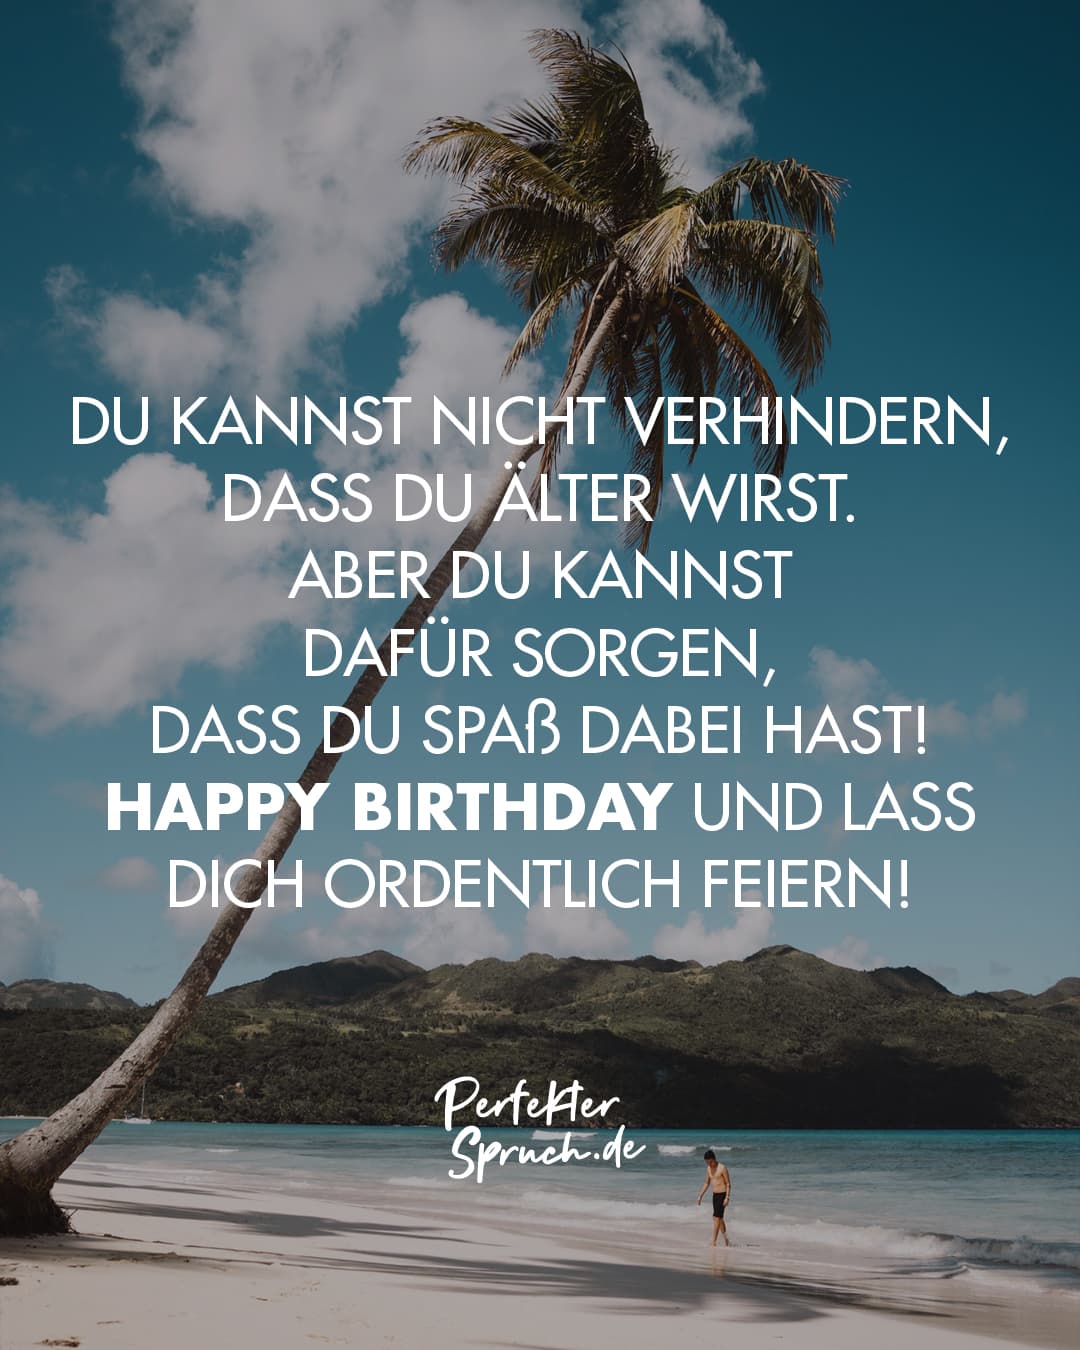 DU KANNST NICHT VERHINDERN,
DASS DU ÄLTER WIRST.
ABER DU KANNST
DAFÜR SORGEN,
DASS DU SPAß DABEI HAST!
HAPPY BIRTHDAY UND LASS
DICH ORDENTLICH FEIERN!
Perfekter
Spruch.de